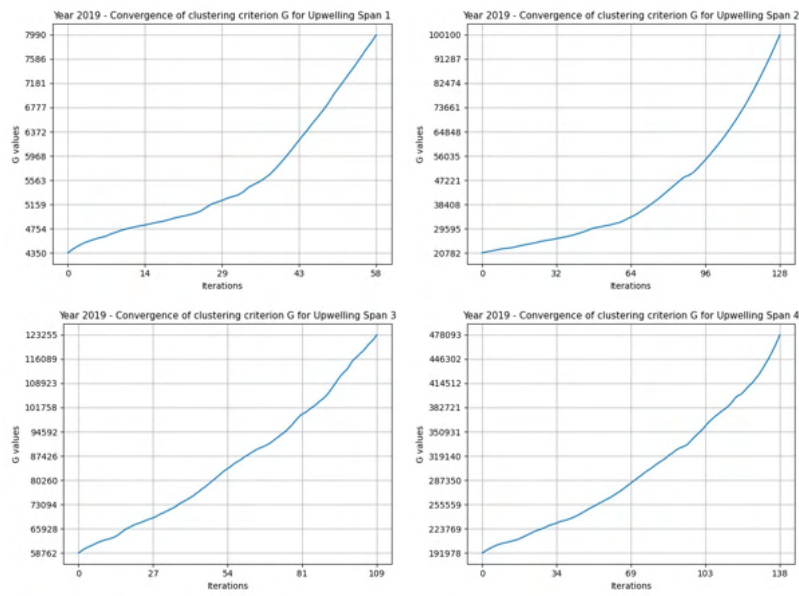 Year 2019 - Convergence of clustering criterion G for Upwelling Span 1
7990
7586
7181
6777
6372
5968
5563
5159
4754
4350
G values
0 14 29 43 58
Iterations
Year 2019 - Convergence of clustering criterion G for Upwelling Span 2
100100
91287
82474
73661
64848
56035
47221
38408
29595
20782
G values
0 32 64 96 128
Iterations
Year 2019 - Convergence of clustering criterion G for Upwelling Span 3
123255
116089
108923
101758
94592
87426
80260
73094
65928
58762
G values
0 27 54 81 109
Iterations
Year 2019 - Convergence of clustering criterion G for Upwelling Span 4
478093
446302
414512
382721
350931
319140
287350
255559
223769
191978
G values
0 34 69 103 138
Iterations